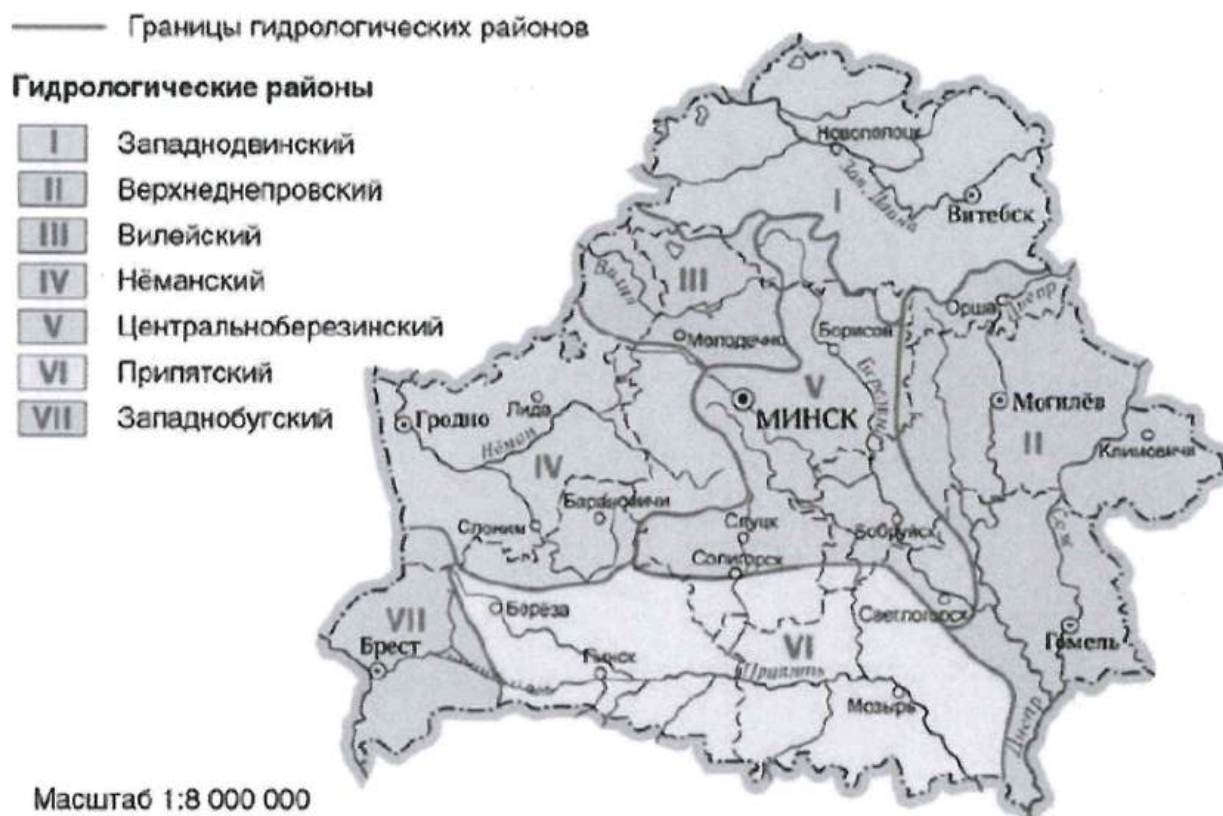 Границы гидрологических районов
Гидрологические районы
I Западнодвинский
II Верхнеднепровский
III Вилейский
IV Нёманский
V Центральноберезинский
VI Припятский
VII Западнобугский
Новополоцк
Зап. Двина
I
Витебск
Вилия
III
Орша
Днепр
Молодечно
Борисов
Березина
V
МИНСК
Могилёв
II
Климовичи
Гродно
Лида
Нёман
IV
Барановичи
Слоним
Слуцк
Солигорск
Бобруйск
Сож
Светлогорск
Гомель
VII
Брест
Берёза
Пинск
VI
Припять
Мозырь
Днепр
Масштаб 1:8 000 000